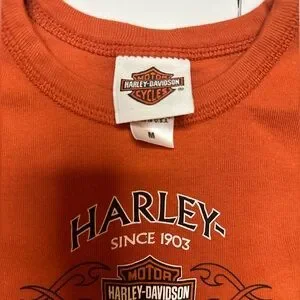 MOTOR
HARLEY-DAVIDSON
CYCLES
M
HARLEY-
SINCE 1903
MOTOR
HARLEY-DAVIDSON